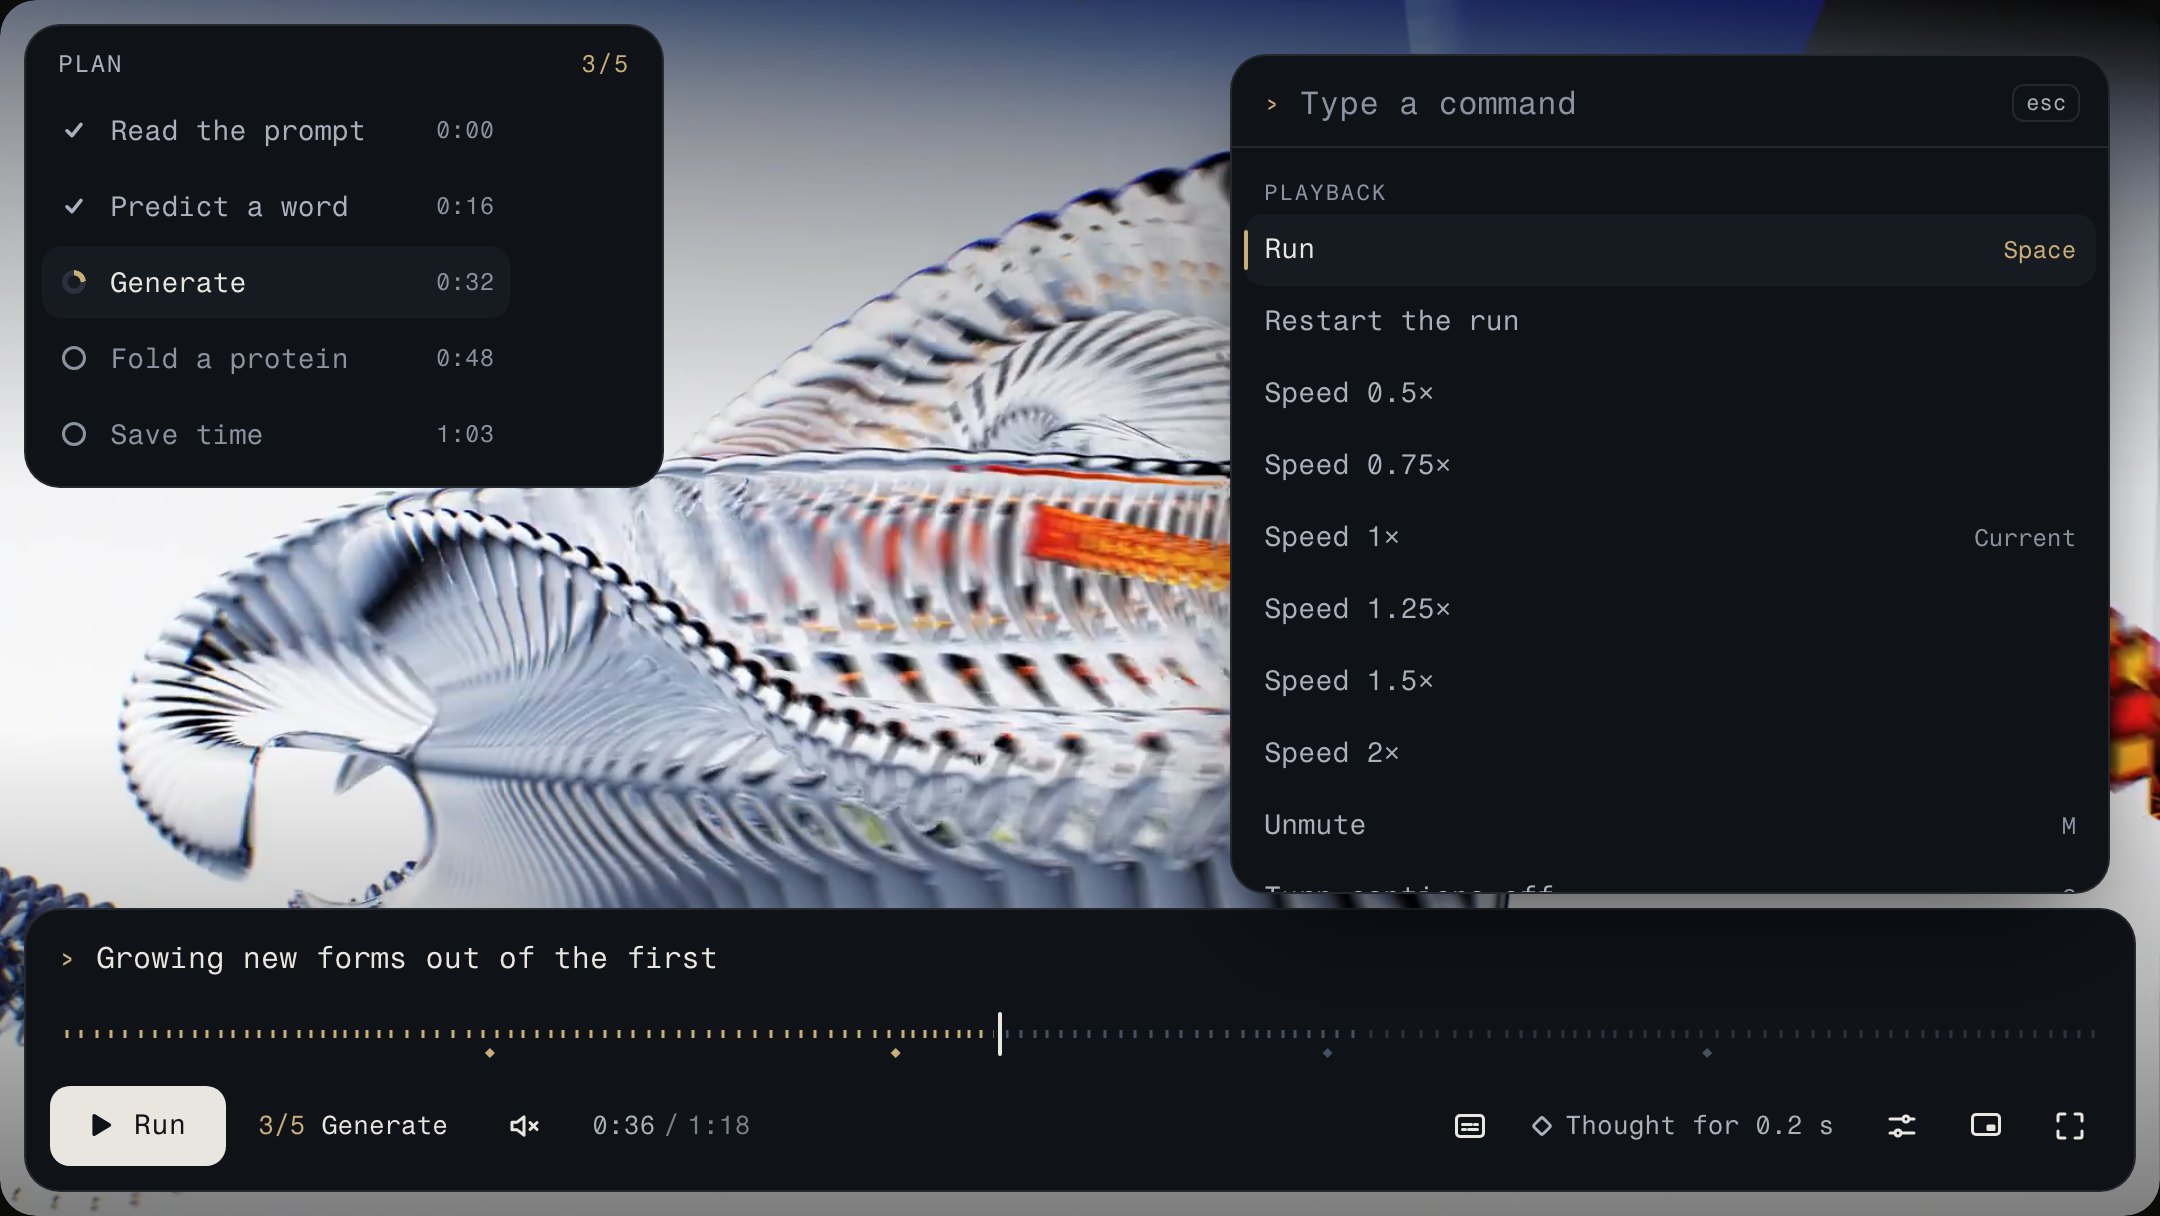 PLAN 3/5
Read the prompt 0:00
Predict a word 0:16
Generate 0:32
Fold a protein 0:48
Save time 1:03
> Type a command esc
PLAYBACK
Run Space
Restart the run
Speed 0.5×
Speed 0.75×
Speed 1× Current
Speed 1.25×
Speed 1.5×
Speed 2×
Unmute M
Turn captions off
> Growing new forms out of the first
Run 3/5 Generate 0:36 / 1:18 Thought for 0.2 s